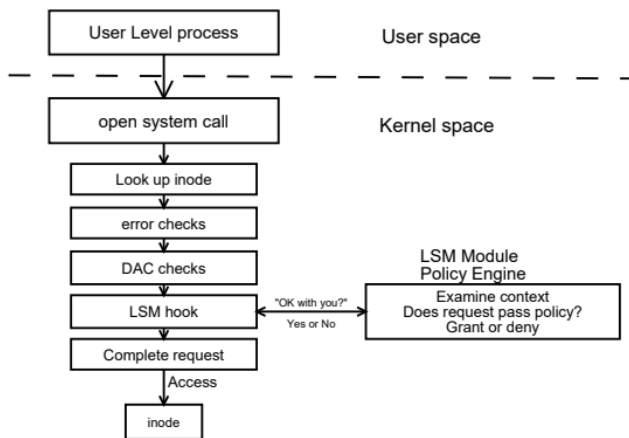 User Level process
User space
open system call
Kernel space
Look up inode
error checks
DAC checks
LSM Module
Policy Engine
LSM hook
"OK with you?"
Yes or No
Examine context
Does request pass policy?
Grant or deny
Complete request
Access
inode